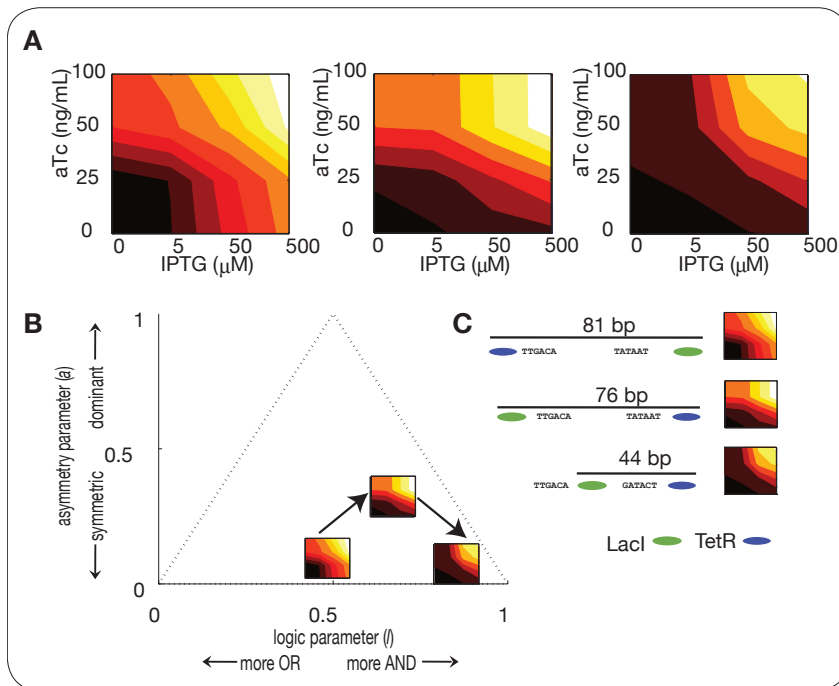 A
aTc (ng/mL)
100
50
25
0
0 5 50 500
IPTG (µM)
aTc (ng/mL)
100
50
25
0
0 5 50 500
IPTG (µM)
aTc (ng/mL)
100
50
25
0
0 5 50 500
IPTG (µM)
B
asymmetry parameter (a)
symmetric dominant
1
0.5
0
0 0.5 1
logic parameter (l)
more OR more AND
C
81 bp
TTGACA TATAAT
76 bp
TTGACA TATAAT
44 bp
TTGACA GATACT
LacI TetR